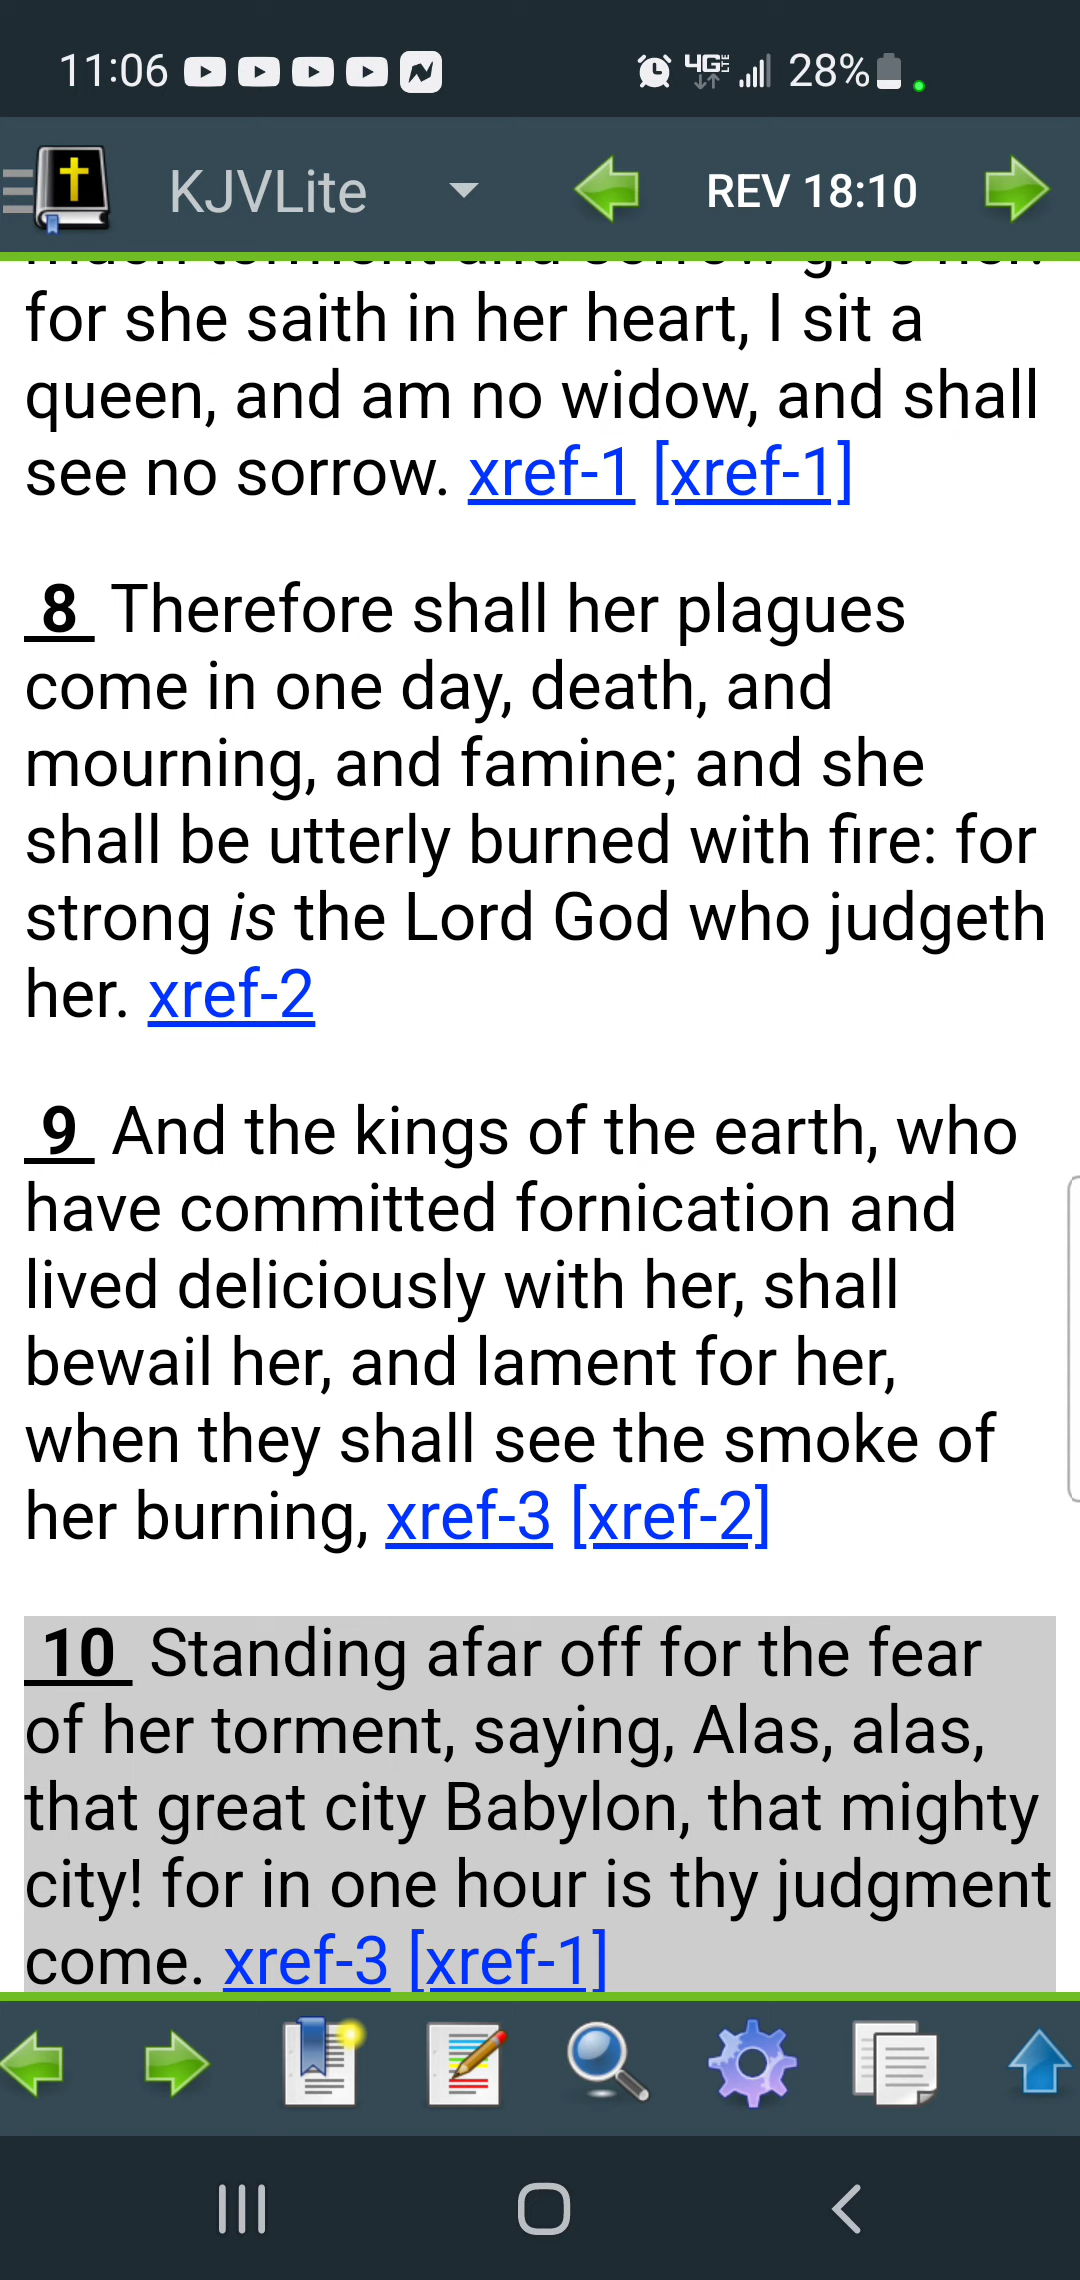 11:06 4G LTE 28%
KJVLite REV 18:10
for she saith in her heart, I sit a
queen, and am no widow, and shall
see no sorrow. xref-1 [xref-1]
8 Therefore shall her plagues
come in one day, death, and
mourning, and famine; and she
shall be utterly burned with fire: for
strong is the Lord God who judgeth
her. xref-2
9 And the kings of the earth, who
have committed fornication and
lived deliciously with her, shall
bewail her, and lament for her,
when they shall see the smoke of
her burning, xref-3 [xref-2]
10 Standing afar off for the fear
of her torment, saying, Alas, alas,
that great city Babylon, that mighty
city! for in one hour is thy judgment
come. xref-3 [xref-1]